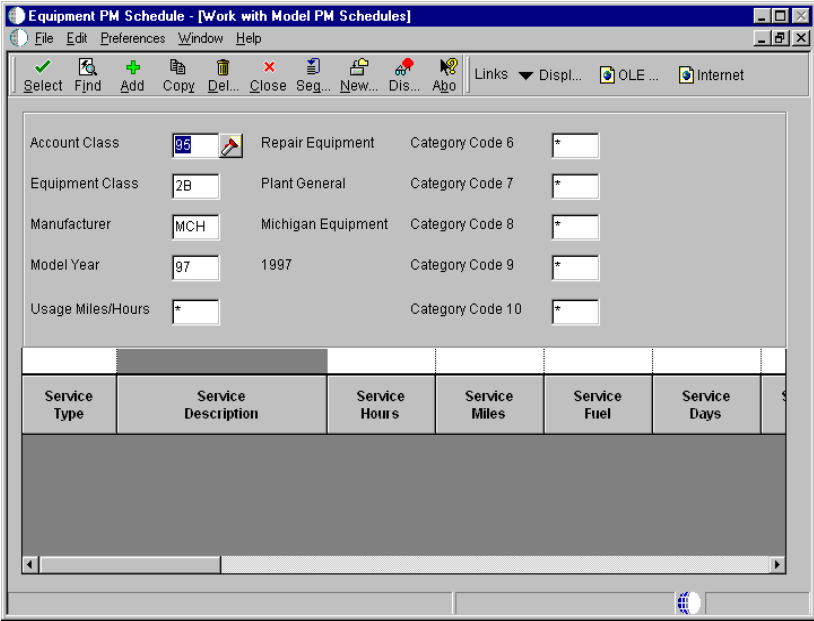 Equipment PM Schedule - [Work with Model PM Schedules]
File Edit Preferences Window Help
Select Find Add Copy Del... Close Seq... New... Dis... Abo Links Displ... OLE ... Internet
Account Class 95 Repair Equipment Category Code 6 *
Equipment Class 2B Plant General Category Code 7 *
Manufacturer MCH Michigan Equipment Category Code 8 *
Model Year 97 1997 Category Code 9 *
Usage Miles/Hours * Category Code 10 *
Service Service Service Service Service Service S
Type Description Hours Miles Fuel Days